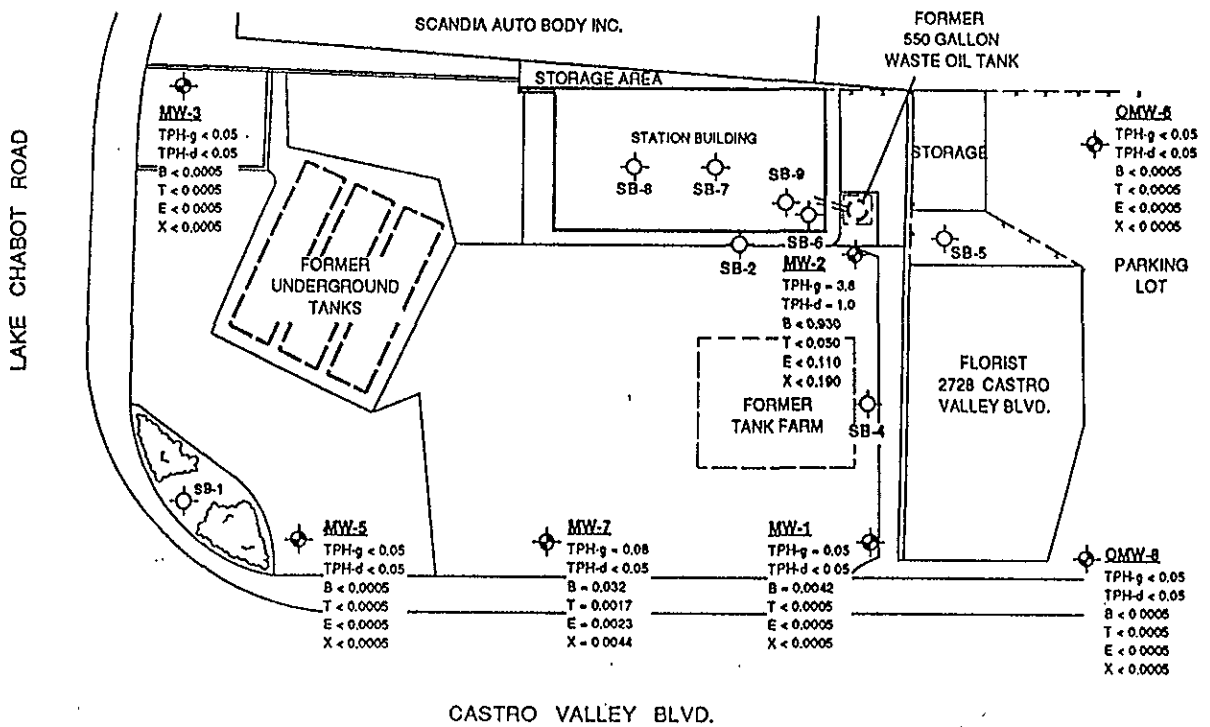 SCANDIA AUTO BODY INC.
FORMER
550 GALLON
WASTE OIL TANK
STORAGE AREA
LAKE CHABOT ROAD
MW-3
TPH-g < 0.05
TPH-d < 0.05
B < 0.0005
T < 0.0005
E < 0.0005
X < 0.0005
STATION BUILDING
SB-8
SB-7
SB-9
SB-6
SB-2
STORAGE
SB-5
OMW-6
TPH-g < 0.05
TPH-d < 0.05
B < 0.0005
T < 0.0005
E < 0.0005
X < 0.0005
PARKING
LOT
FORMER
UNDERGROUND
TANKS
MW-2
TPH-g = 3.8
TPH-d = 1.0
B < 0.930
T < 0.050
E < 0.110
X < 0.190
FORMER
TANK FARM
SB-4
FLORIST
2728 CASTRO
VALLEY BLVD.
SB-1
MW-5
TPH-g < 0.05
TPH-d < 0.05
B < 0.0005
T < 0.0005
E < 0.0005
X < 0.0005
MW-7
TPH-g = 0.08
TPH-d < 0.05
B = 0.032
T = 0.0017
E = 0.0023
X = 0.0044
MW-1
TPH-g = 0.05
TPH-d < 0.05
B = 0.0042
T < 0.0005
E < 0.0005
X < 0.0005
OMW-8
TPH-g < 0.05
TPH-d < 0.05
B < 0.0005
T < 0.0005
E < 0.0005
X < 0.0005
CASTRO VALLEY BLVD.